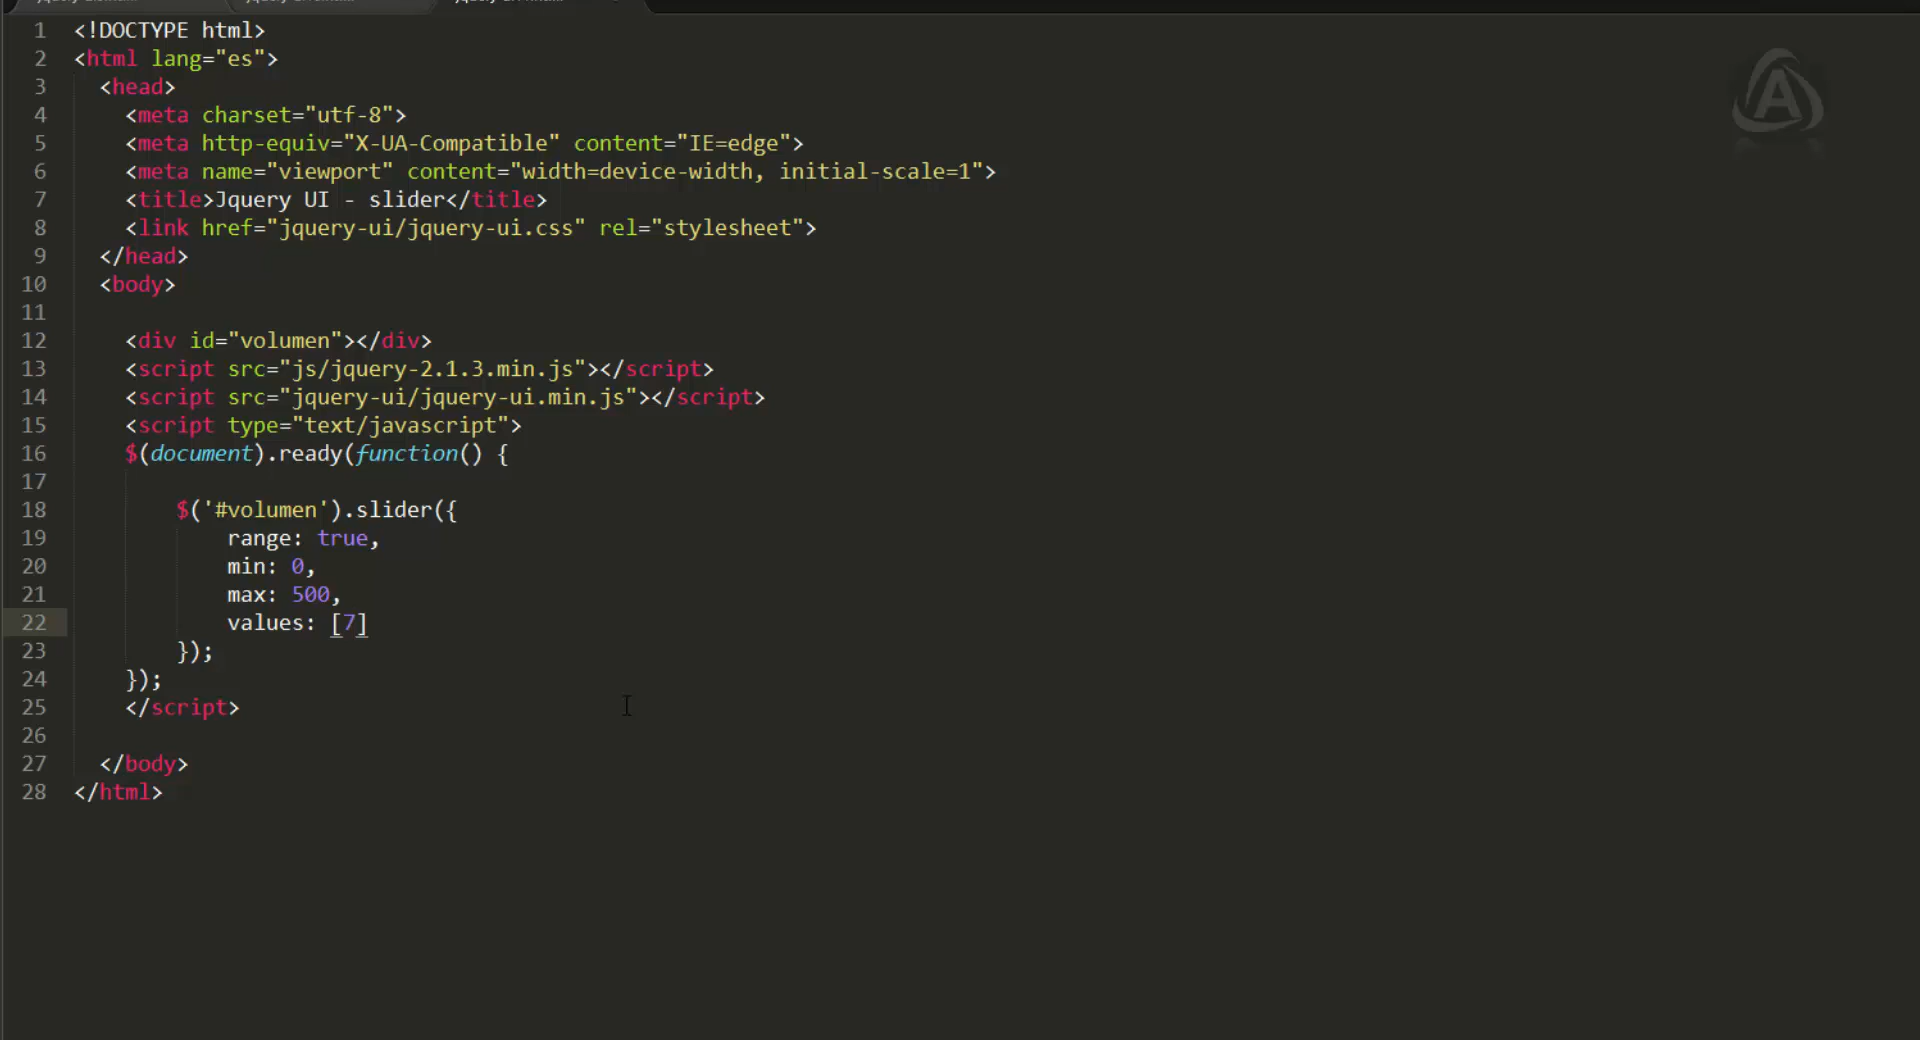 1 <!DOCTYPE html>
2 <html lang="es">
3 <head>
4 <meta charset="utf-8">
5 <meta http-equiv="X-UA-Compatible" content="IE=edge">
6 <meta name="viewport" content="width=device-width, initial-scale=1">
7 <title>Jquery UI - slider</title>
8 <link href="jquery-ui/jquery-ui.css" rel="stylesheet">
9 </head>
10 <body>
11
12 <div id="volumen"></div>
13 <script src="js/jquery-2.1.3.min.js"></script>
14 <script src="jquery-ui/jquery-ui.min.js"></script>
15 <script type="text/javascript">
16 $(document).ready(function() {
17
18 $('#volumen').slider({
19 range: true,
20 min: 0,
21 max: 500,
22 values: [7]
23 });
24 });
25 </script>
26
27 </body>
28 </html>
A